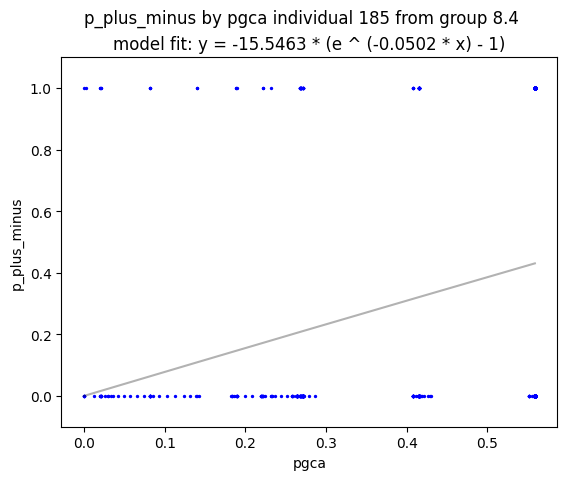 p_plus_minus by pgca individual 185 from group 8.4
model fit: y = -15.5463 * (e ^ (-0.0502 * x) - 1)
1.0
0.8
0.6
0.4
0.2
0.0
p_plus_minus
0.0 0.1 0.2 0.3 0.4 0.5
pgca